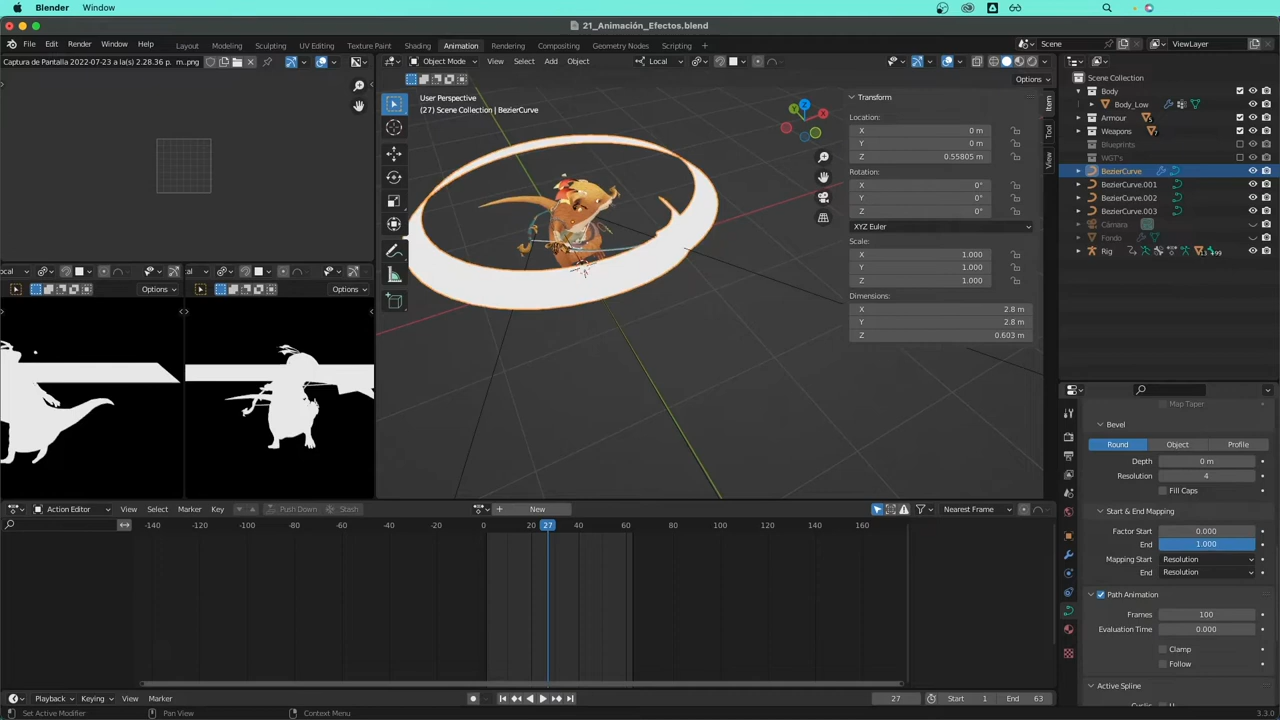 Blender Window
21_Animación_Efectos.blend
File Edit Render Window Help Layout Modeling Sculpting UV Editing Texture Paint Shading Animation Rendering Compositing Geometry Nodes Scripting Scene ViewLayer
Captura de Pantalla 2022-07-23 a la(s) 2.28.36 p. m..png Object Mode View Select Add Object Local
Options
User Perspective
(27) Scene Collection | BezierCurve
Transform
Location:
X 0 m
Y 0 m
Z 0.55805 m
Rotation:
X 0°
Y 0°
Z 0°
XYZ Euler
Scale:
X 1.000
Y 1.000
Z 1.000
Dimensions:
X 2.8 m
Y 2.8 m
Z 0.603 m
Item
Tool
View
Z
Y
X
Scene Collection
Body
Body_Low
Armour 5
Weapons 7
Blueprints
WGT's
BezierCurve
BezierCurve.001
BezierCurve.002
BezierCurve.003
Cámara
Fondo
Rig 13 99
ocal cal
Options Options
Map Taper
Bevel
Round Object Profile
Depth 0 m
Resolution 4
Fill Caps
Start & End Mapping
Factor Start 0.000
End 1.000
Mapping Start Resolution
End Resolution
Path Animation
Frames 100
Evaluation Time 0.000
Clamp
Follow
Active Spline
Action Editor View Select Marker Key Push Down Stash New Nearest Frame
-140 -120 -100 -80 -60 -40 -20 0 20 27 40 60 80 100 120 140 160
Playback Keying View Marker 27 Start 1 End 63
Set Active Modifier Pan View Context Menu 3.3.0